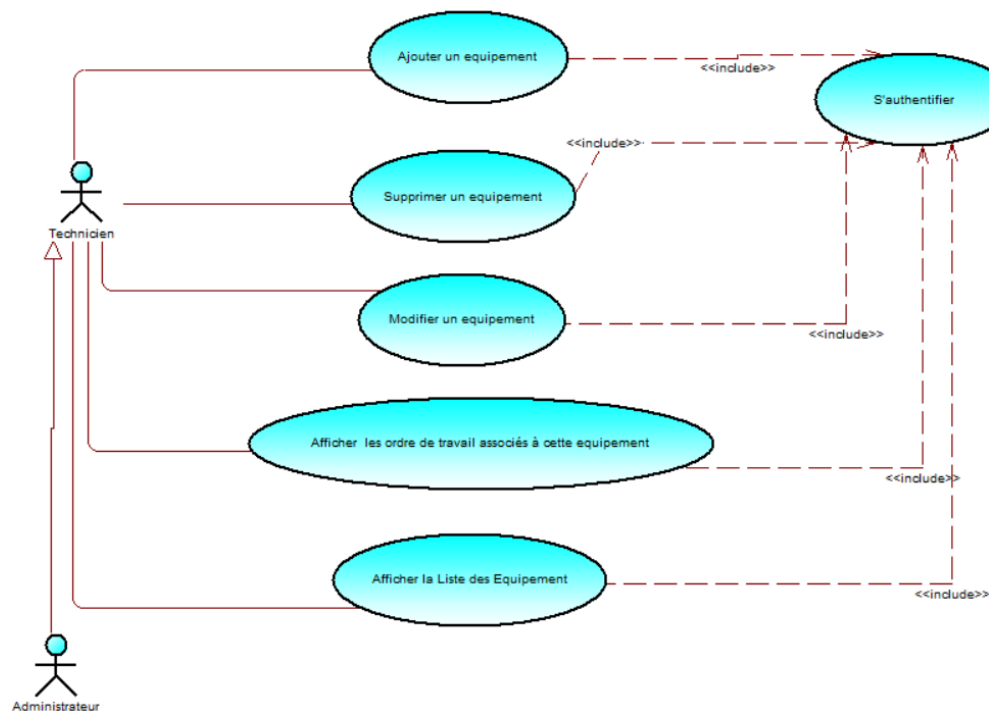 Ajouter un equipement
<<include>>
S'authentifier
<<include>>
Supprimer un equipement
Technicien
Modifier un equipement
<<include>>
Afficher les ordre de travail associés à cette equipement
<<include>>
Afficher la Liste des Equipement
<<include>>
Administrateur